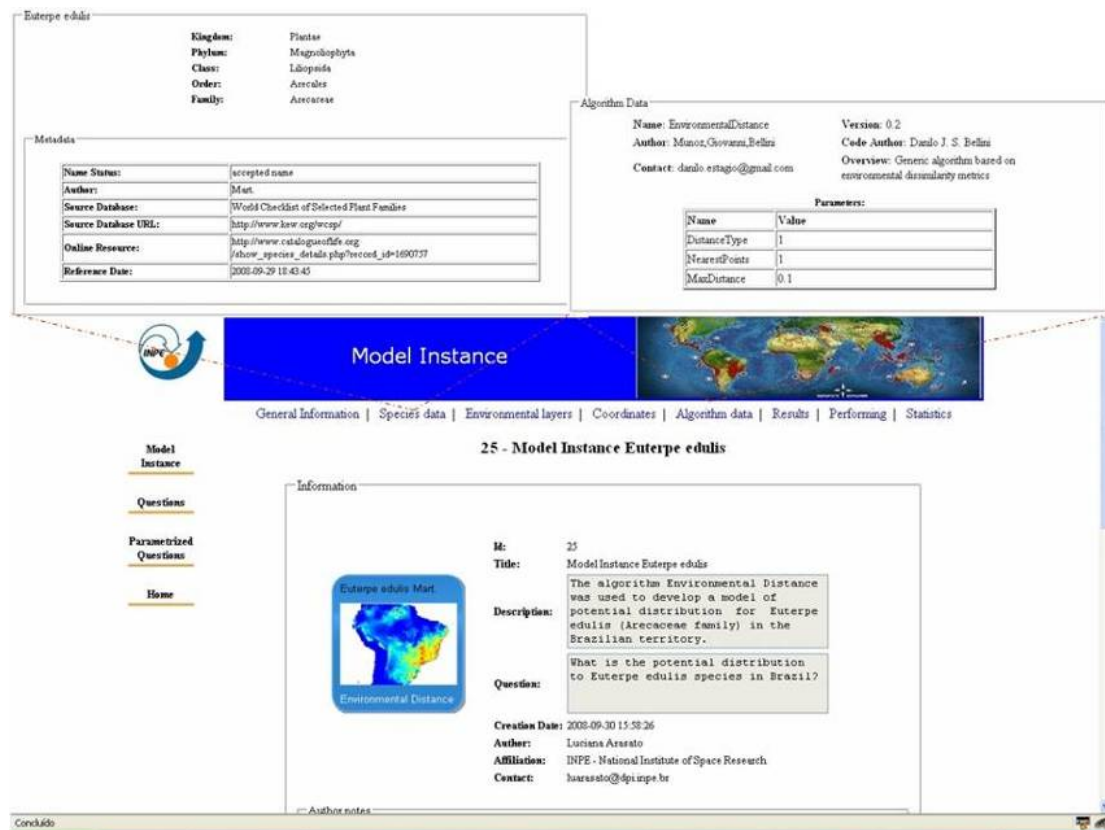 Euterpe edulis
Kingdom: Plantae
Phylum: Magnoliophyta
Class: Liliopsida
Order: Arecales
Family: Arecaceae
Metadata
Name Status: accepted name
Author: Mart.
Source Database: World Checklist of Selected Plant Families
Source Database URL: http://www.kew.org/wcsp/
Online Resource: http://www.catalogueoflife.org
/show_species_details.php?record_id=1690757
Reference Date: 2008-09-29 18:43:45
Algorithm Data
Name: EnvironmentalDistance Version: 0.2
Author: Munoz,Giovanni,Bellini Code Author: Danilo J. S. Bellini
Contact: danilo.estagio@gmail.com Overview: Generic algorithm based on
environmental dissimilarity metrics
Parameters:
Name Value
DistanceType 1
NearestPoints 1
MaxDistance 0.1
INPE
Model Instance
General Information | Species data | Environmental layers | Coordinates | Algorithm data | Results | Performing | Statistics
Model
Instance
Questions
Parametrized
Questions
Home
25 - Model Instance Euterpe edulis
Information
Euterpe edulis Mart.
Environmental Distance
Id: 25
Title: Model Instance Euterpe edulis
Description: The algorithm Environmental Distance
was used to develop a model of
potential distribution for Euterpe
edulis (Arecaceae family) in the
Brazilian territory.
Question: What is the potential distribution
to Euterpe edulis species in Brazil?
Creation Date: 2008-09-30 15:58:26
Author: Luciana Arasato
Affiliation: INPE - National Institute of Space Research
Contact: luarasato@dpi.inpe.br
Author notes
Concluído